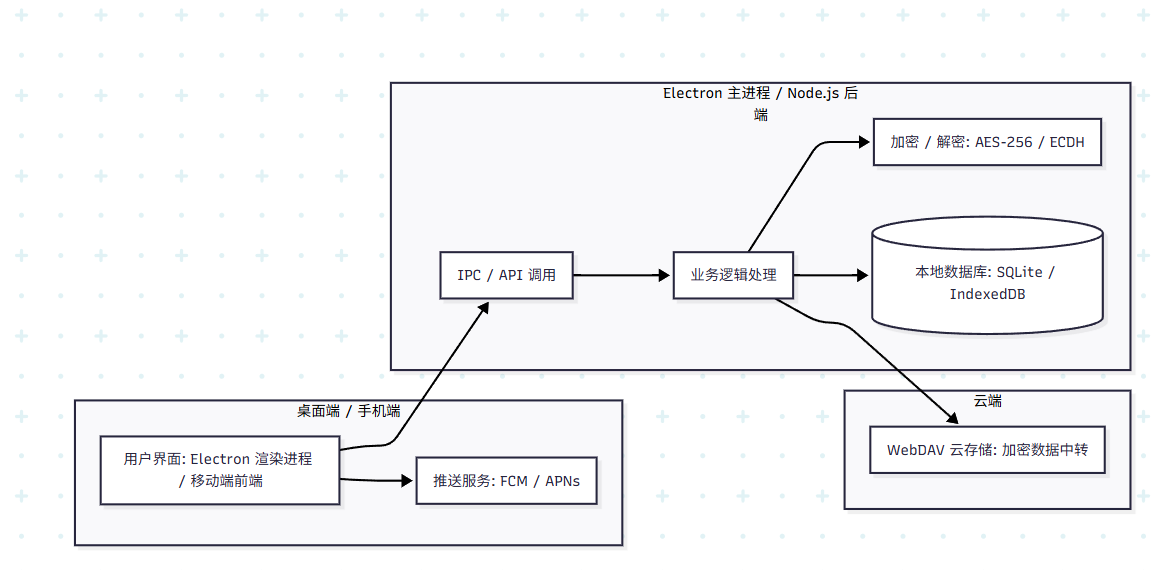 Electron 主进程 / Node.js 后
端
加密 / 解密: AES-256 / ECDH
IPC / API 调用
业务逻辑处理
本地数据库: SQLite /
IndexedDB
桌面端 / 手机端
用户界面: Electron 渲染进程
/ 移动端前端
推送服务: FCM / APNs
云端
WebDAV 云存储: 加密数据中转